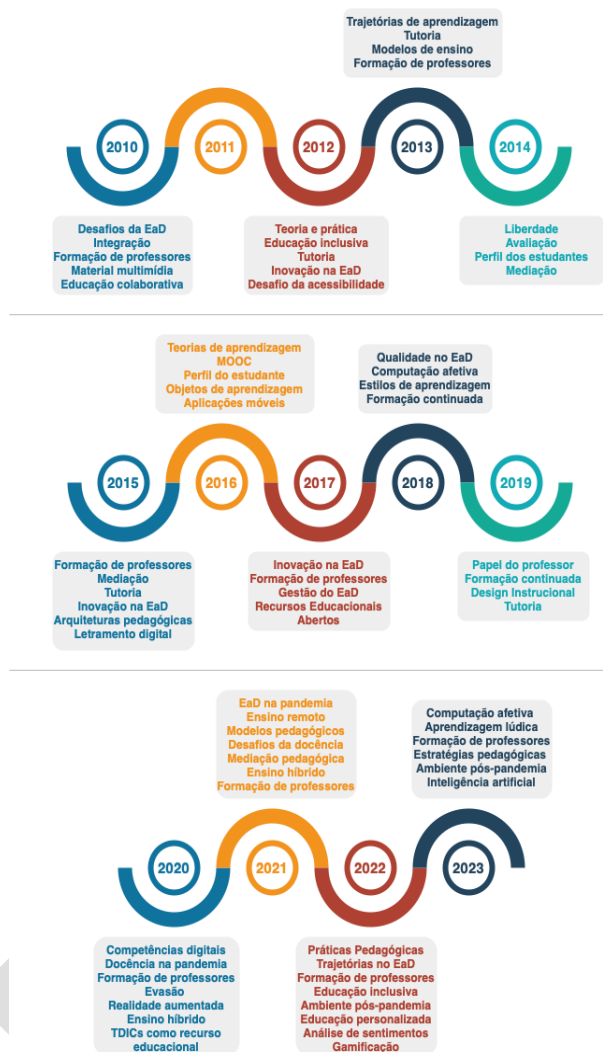 Trajetórias de aprendizagem
Tutoria
Modelos de ensino
Formação de professores
2010
2011
2012
2013
2014
Desafios da EaD
Integração
Formação de professores
Material multimídia
Educação colaborativa
Teoria e prática
Educação inclusiva
Tutoria
Inovação na EaD
Desafio da acessibilidade
Liberdade
Avaliação
Perfil dos estudantes
Mediação
Teorias de aprendizagem
MOOC
Perfil do estudante
Objetos de aprendizagem
Aplicações móveis
Qualidade no EaD
Computação afetiva
Estilos de aprendizagem
Formação continuada
2015
2016
2017
2018
2019
Formação de professores
Mediação
Tutoria
Inovação na EaD
Arquiteturas pedagógicas
Letramento digital
Inovação na EaD
Formação de professores
Gestão do EaD
Recursos Educacionais
Abertos
Papel do professor
Formação continuada
Design Instrucional
Tutoria
EaD na pandemia
Ensino remoto
Modelos pedagógicos
Desafios da docência
Mediação pedagógica
Ensino híbrido
Formação de professores
Computação afetiva
Aprendizagem lúdica
Formação de professores
Estratégias pedagógicas
Ambiente pós-pandemia
Inteligência artificial
2020
2021
2022
2023
Competências digitais
Docência na pandemia
Formação de professores
Evasão
Realidade aumentada
Ensino híbrido
TDICs como recurso
educacional
Práticas Pedagógicas
Trajetórias no EaD
Formação de professores
Educação inclusiva
Ambiente pós-pandemia
Educação personalizada
Análise de sentimentos
Gamificação